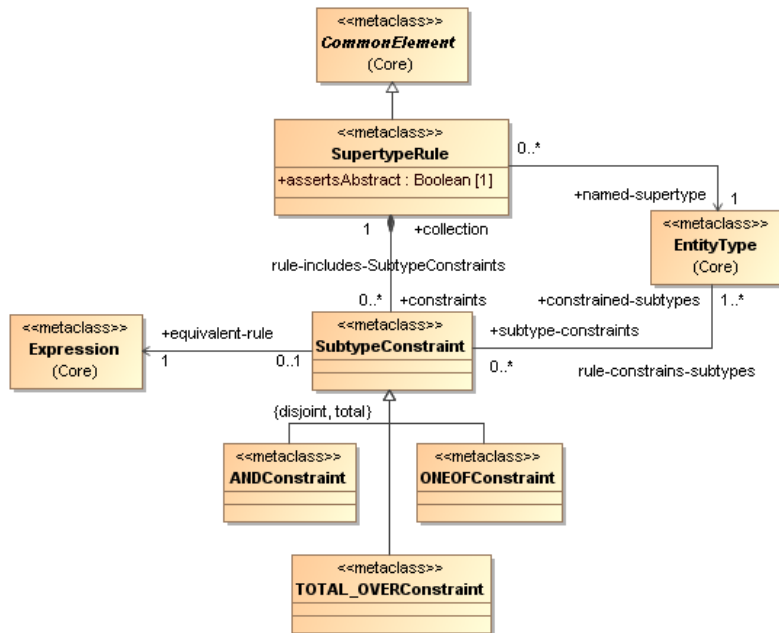 <<metaclass>>
CommonElement
(Core)
<<metaclass>>
SupertypeRule
+assertsAbstract : Boolean [1]
0..*
+named-supertype
1
1
+collection
rule-includes-SubtypeConstraints
0..*
+constraints
<<metaclass>>
EntityType
(Core)
+constrained-subtypes
1..*
<<metaclass>>
Expression
(Core)
+equivalent-rule
1
0..1
<<metaclass>>
SubtypeConstraint
+subtype-constraints
0..*
rule-constrains-subtypes
{disjoint, total}
<<metaclass>>
ANDConstraint
<<metaclass>>
ONEOFConstraint
<<metaclass>>
TOTAL_OVERConstraint